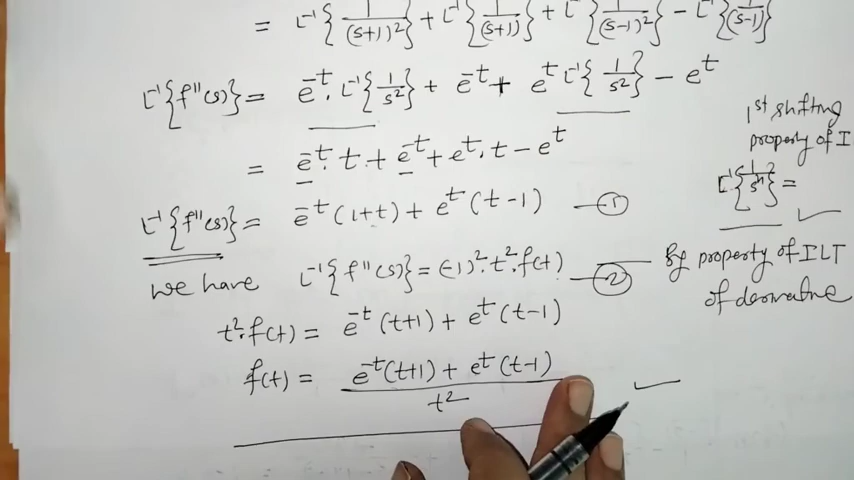 = L⁻¹{1/(s+1)²} + L⁻¹{1/(s+1)} + L⁻¹{1/(s-1)²} - L⁻¹{1/(s-1)}
L⁻¹{f''(s)} = e⁻ᵗ. L⁻¹{1/s²} + e⁻ᵗ + eᵗ L⁻¹{1/s²} - eᵗ
= e⁻ᵗ. t + e⁻ᵗ + eᵗ. t - eᵗ
1st shifting
property of I
L⁻¹{1/sⁿ} =
L⁻¹{f''(s)} = e⁻ᵗ(1+t) + eᵗ(t-1) — ①
we have L⁻¹{f''(s)} = (-1)².t².f(t) — ②
By property of ILT
of derivative
t².f(t) = e⁻ᵗ(t+1) + eᵗ(t-1)
f(t) = e⁻ᵗ(t+1) + eᵗ(t-1) / t²